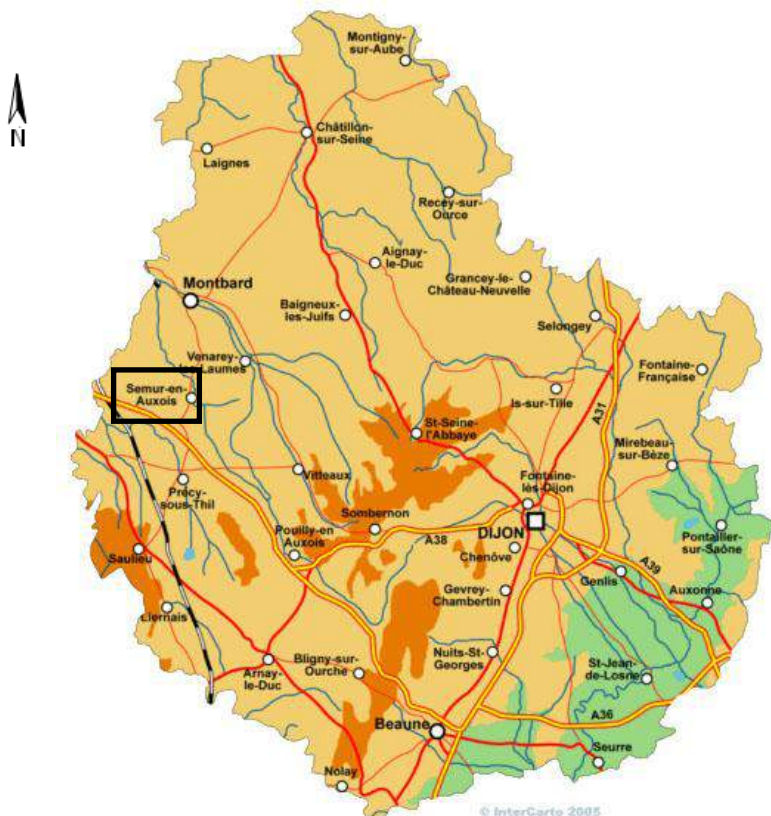 Montigny-
sur-Aube
N
Châtillon-
sur-Seine
Laignes
Recey-sur-
Ource
Aignay-
le-Duc
Grancey-le-
Château-Neuvelle
Montbard
Baigneux-
les-Juifs
Selongey
Venarey-
les-Laumes
Fontaine-
Française
Semur-en-
Auxois
Is-sur-Tille
A31
St-Seine-
l'Abbaye
Mirebeau-
sur-Bèze
Vitteaux
Précy-
sous-Thil
Fontaine-
lès-Dijon
Sombernon
Pouilly-en
Auxois
A38
DIJON
Pontailler-
sur-Saône
Chenôve
Saulieu
A39
Genlis
Gevrey-
Chambertin
Auxonne
Liernais
Nuits-St-
Georges
Bligny-sur-
Ourche
Arnay-
le-Duc
St-Jean-
de-Losne
A36
Beaune
Seurre
Nolay
© InterCarto 2005